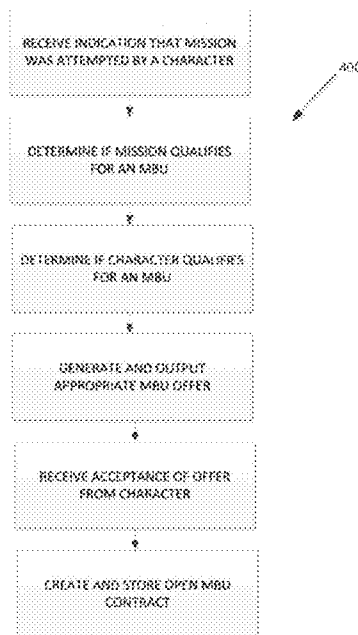 RECEIVE INDICATION THAT MISSION
WAS ATTEMPTED BY A CHARACTER
400
DETERMINE IF MISSION QUALIFIES
FOR AN MBU
DETERMINE IF CHARACTER QUALIFIES
FOR AN MBU
GENERATE AND OUTPUT
APPROPRIATE MBU OFFER
RECEIVE ACCEPTANCE OF OFFER
FROM CHARACTER
CREATE AND STORE OPEN MBU
CONTRACT